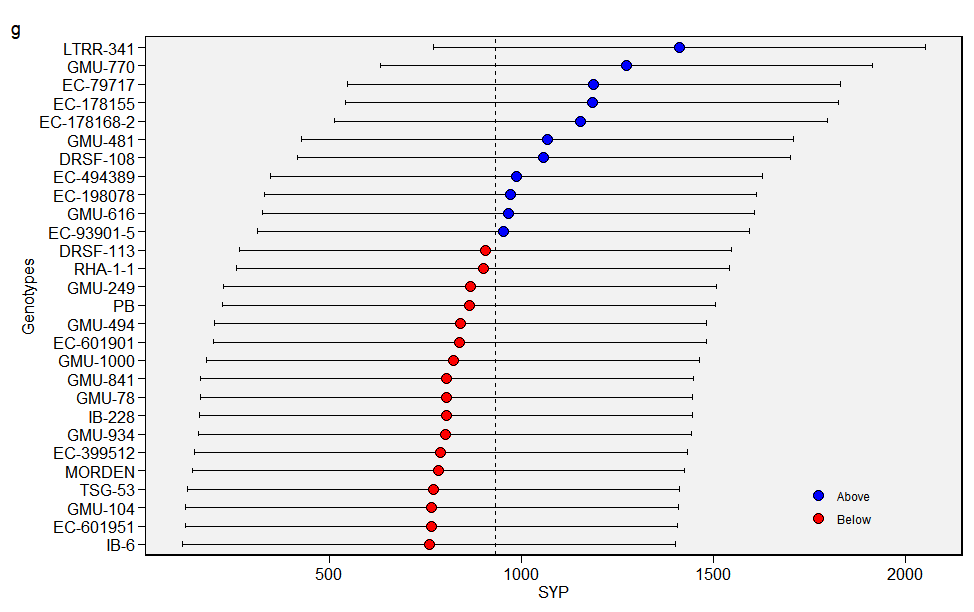 g
LTRR-341
GMU-770
EC-79717
EC-178155
EC-178168-2
GMU-481
DRSF-108
EC-494389
EC-198078
GMU-616
EC-93901-5
DRSF-113
RHA-1-1
GMU-249
PB
GMU-494
EC-601901
GMU-1000
GMU-841
GMU-78
IB-228
GMU-934
EC-399512
MORDEN
TSG-53
GMU-104
EC-601951
IB-6
Genotypes
Above
Below
500 1000 1500 2000
SYP